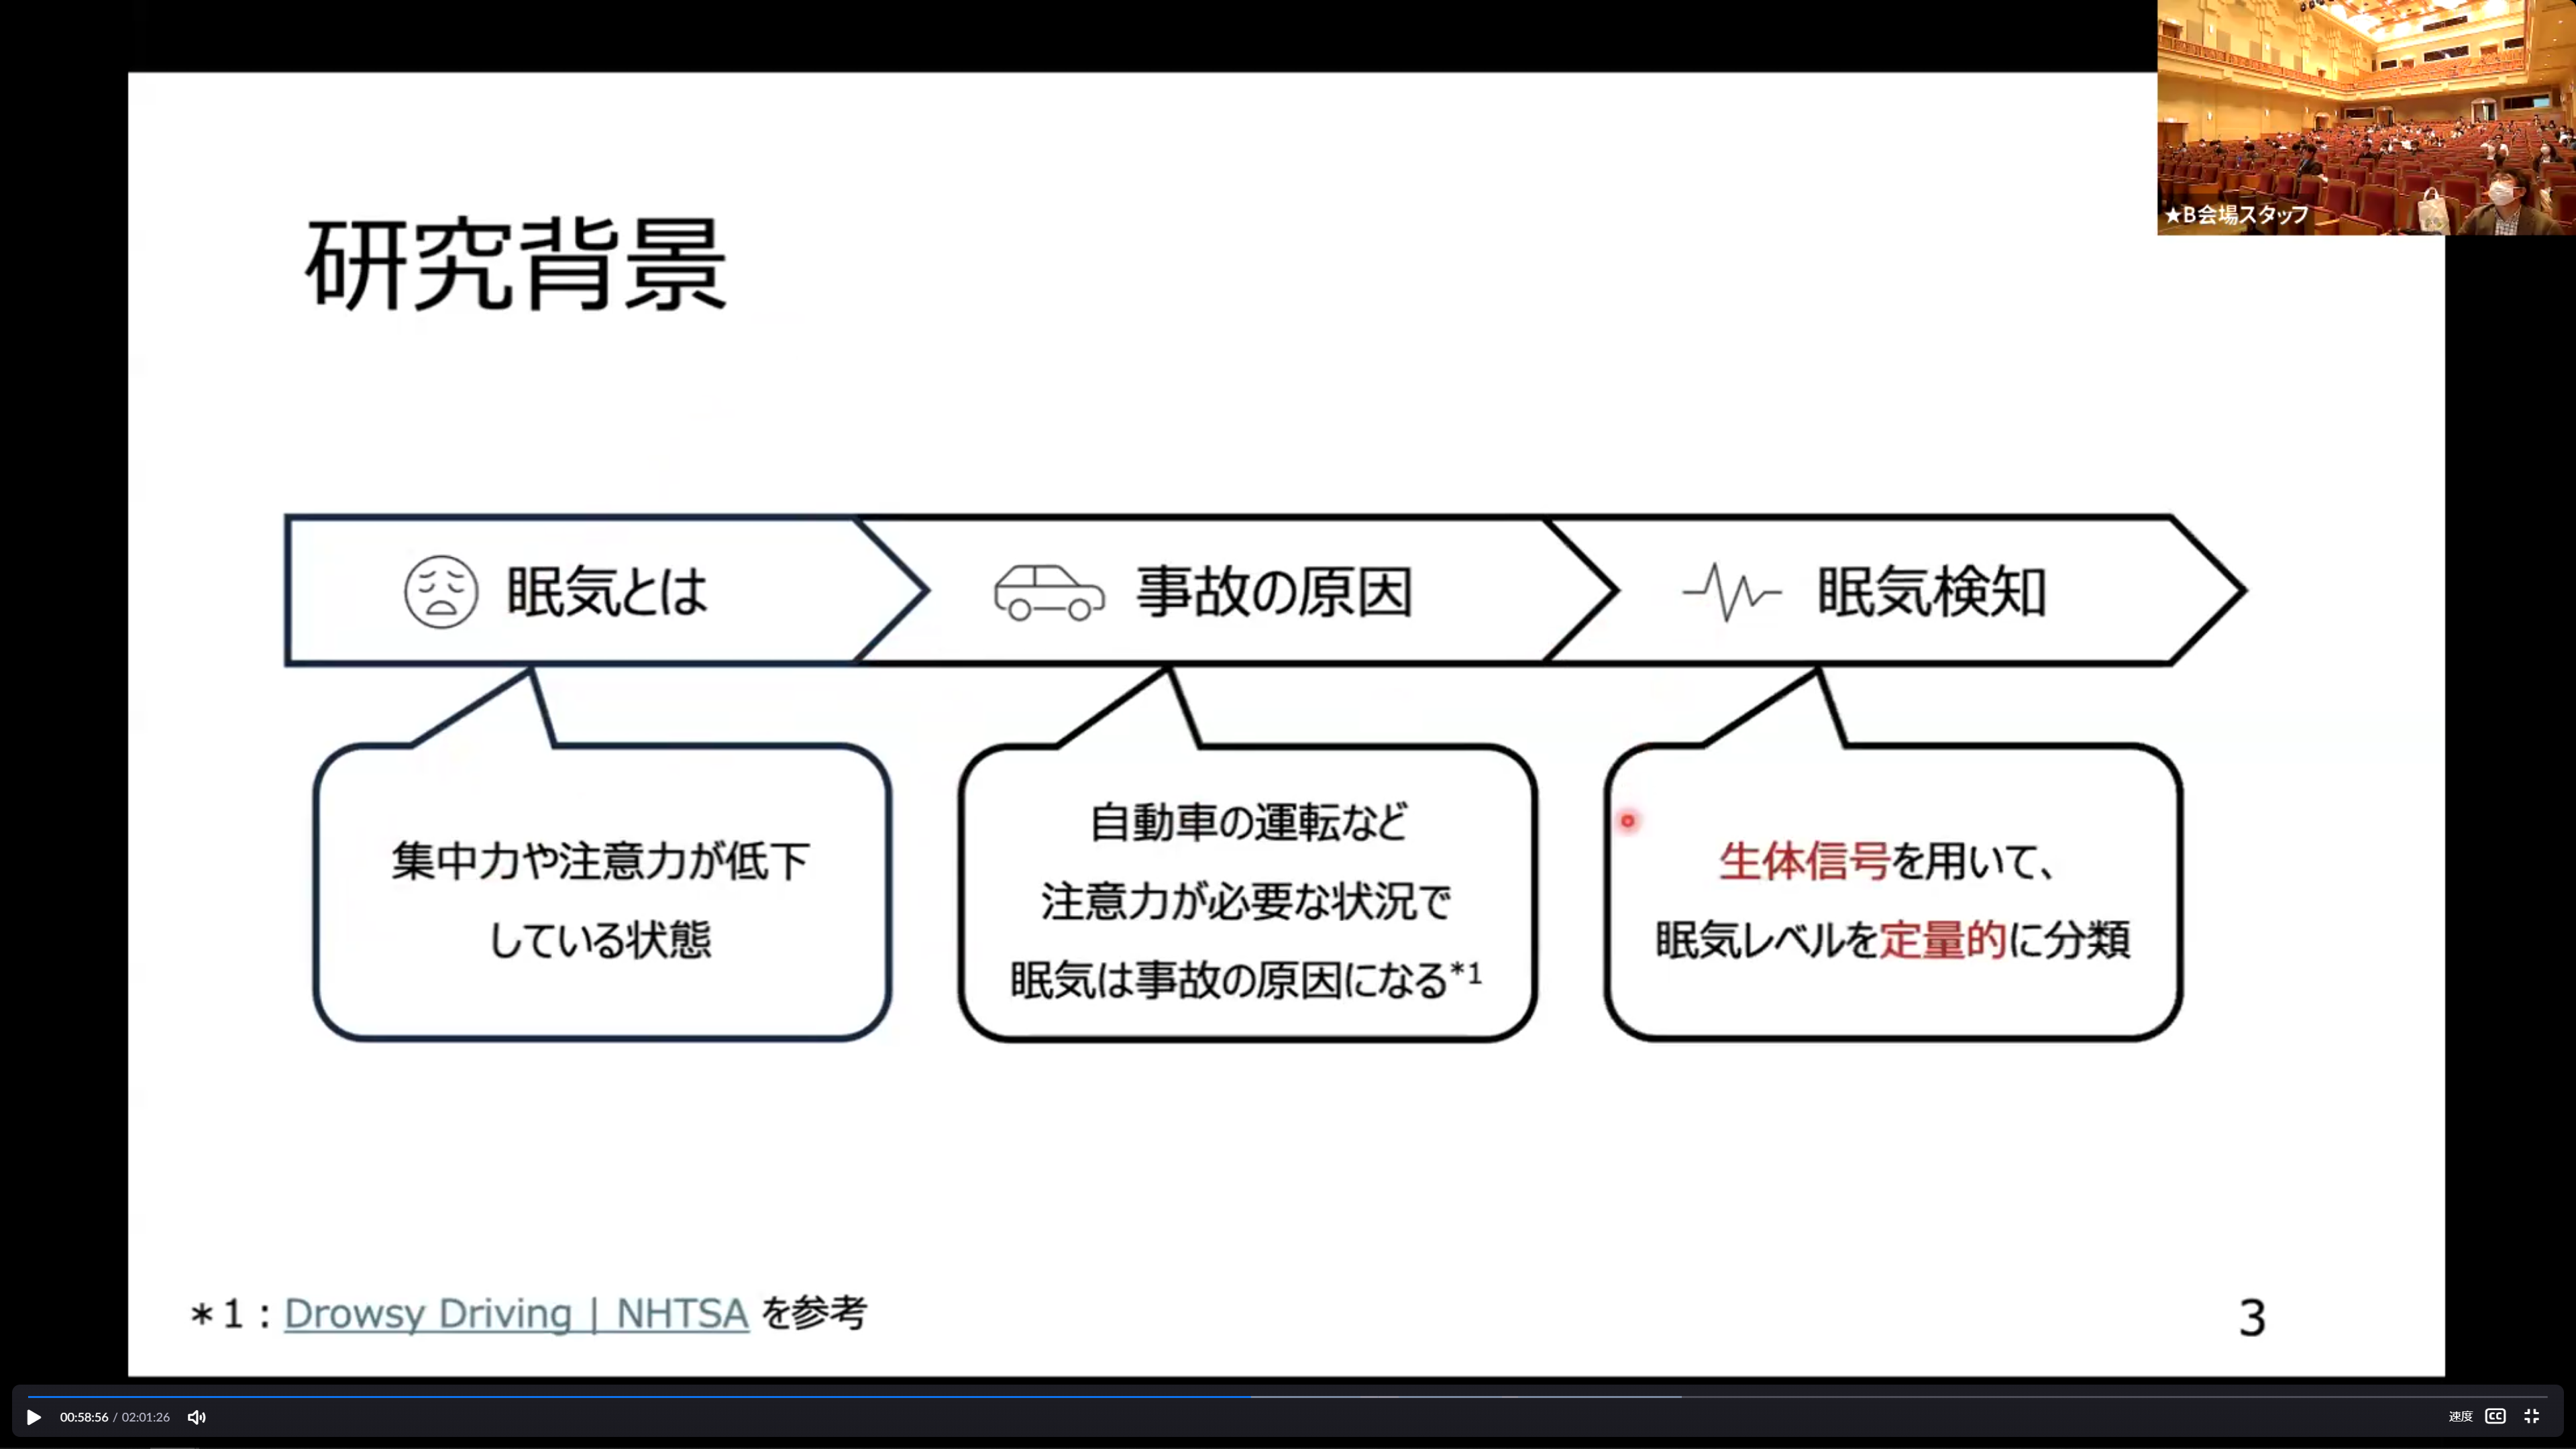 ★B会場スタッフ
研究背景
眠気とは
事故の原因
眠気検知
集中力や注意力が低下
している状態
自動車の運転など
注意力が必要な状況で
眠気は事故の原因になる*1
生体信号を用いて、
眠気レベルを定量的に分類
＊1：Drowsy Driving | NHTSA を参考
3
00:58:56 / 02:01:26
速度
CC